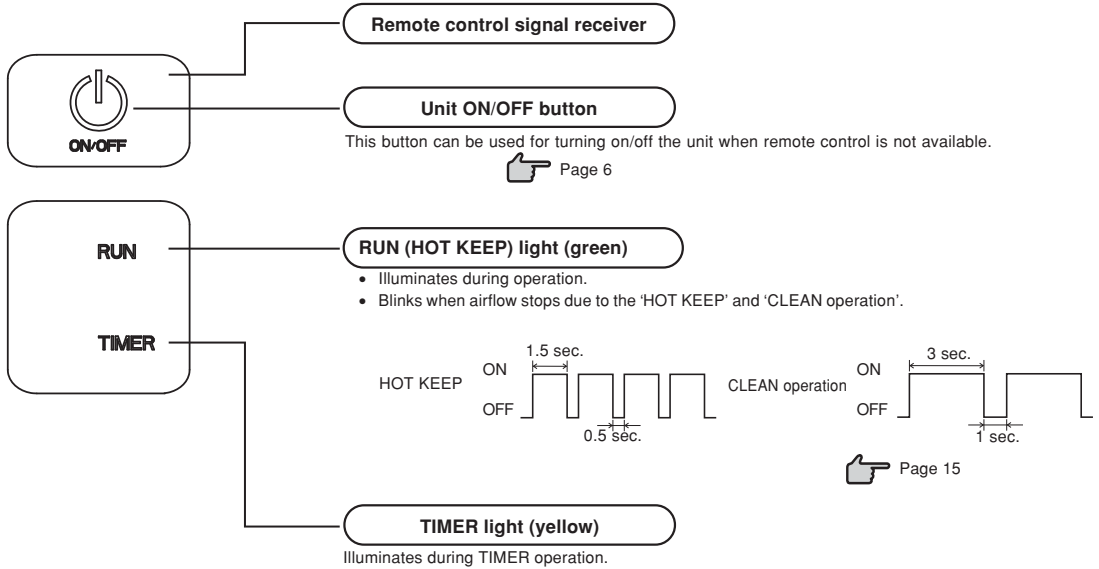 Remote control signal receiver
ON/OFF
Unit ON/OFF button
This button can be used for turning on/off the unit when remote control is not available.
Page 6
RUN
RUN (HOT KEEP) light (green)
• Illuminates during operation.
• Blinks when airflow stops due to the ‘HOT KEEP’ and ‘CLEAN operation’.
TIMER
HOT KEEP
ON
OFF
1.5 sec.
0.5 sec.
CLEAN operation
ON
OFF
3 sec.
1 sec.
Page 15
TIMER light (yellow)
Illuminates during TIMER operation.